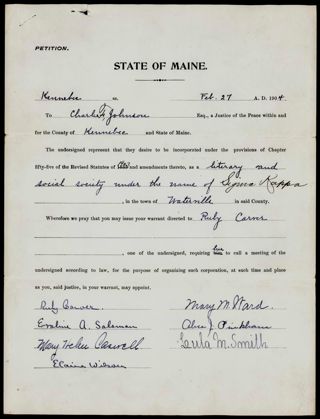 PETITION.
STATE OF MAINE.
Kennebec ss. Feb. 27 A. D. 1904
To Charles F. Johnson Esq., a Justice of the Peace within and
for the County of Kennebec and State of Maine.
The undersigned represent that they desire to be incorporated under the provisions of Chapter
fifty-five of the Revised Statutes of and amendments thereto, as a literary and
social society under the name of Sigma Kappa
, in the town of Waterville in said County.
Wherefore we pray that you may issue your warrant directed to Ruby Carver
, one of the undersigned, requiring her to call a meeting of the
undersigned according to law, for the purpose of organizing such corporation, at such time and place
as you, said justice, in your warrant, may appoint.
Ruby Carver. Mary M. Ward.
Evaline A. Salsman Alice J. Pinkham
Mary Caswell Lula M. Smith
Elaine Wilson